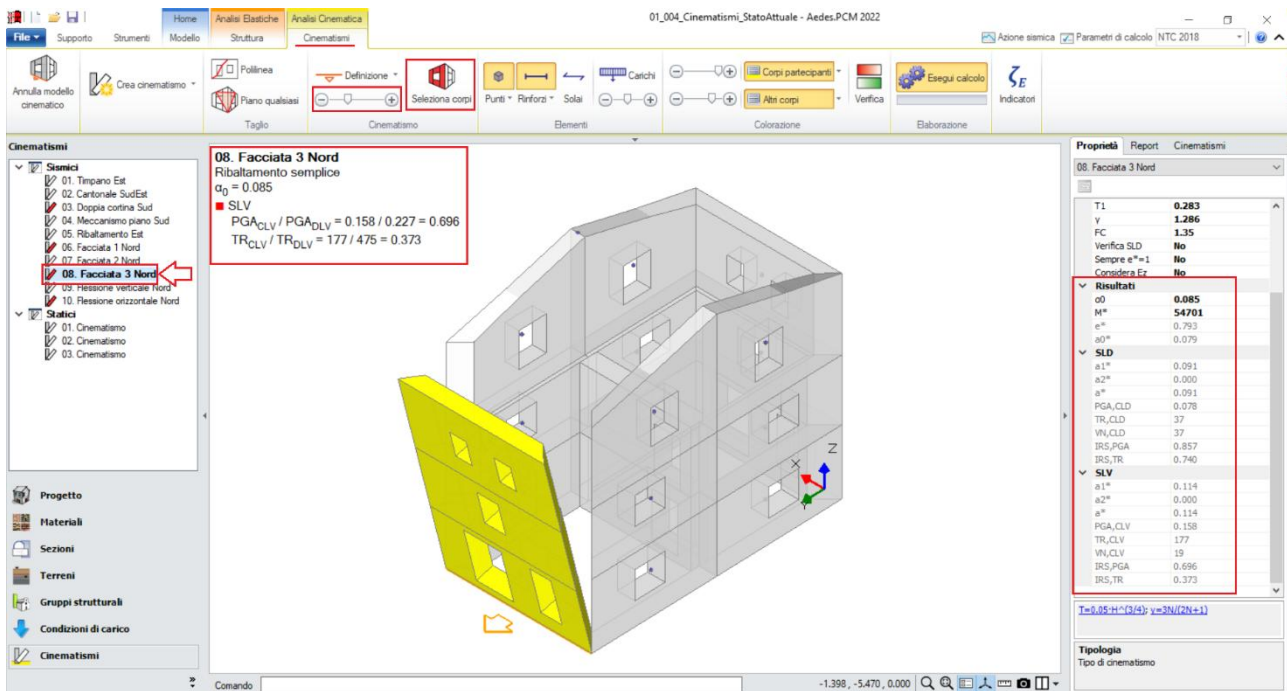 01_004_Cinematismi_StatoAttuale - Aedes.PCM 2022
Home
Analisi Elastiche
Analisi Cinematica
File
Supporto
Strumenti
Modello
Struttura
Cinematismi
Azione sismica
Parametri di calcolo
NTC 2018
Annulla modello
cinematico
Crea cinematismo
Polilinea
Piano qualsiasi
Taglio
Definizione
Seleziona corpi
Cinematismo
Punti
Rinforzi
Solai
Carichi
Elementi
Corpi partecipanti
Altri corpi
Verifica
Colorazione
Esegui calcolo
Elaborazione
ζE
Indicatori
Cinematismi
Sismici
01. Timpano Est
02. Cantonale SudEst
03. Doppia cortina Sud
04. Meccanismo piano Sud
05. Ribaltamento Est
06. Facciata 1 Nord
07. Facciata 2 Nord
08. Facciata 3 Nord
09. Flessione verticale Nord
10. Flessione orizzontale Nord
Statici
01. Cinematismo
02. Cinematismo
03. Cinematismo
Progetto
Materiali
Sezioni
Terreni
Gruppi strutturali
Condizioni di carico
Cinematismi
08. Facciata 3 Nord
Ribaltamento semplice
α0 = 0.085
SLV
PGACLV / PGADLV = 0.158 / 0.227 = 0.696
TRCLV / TRDLV = 177 / 475 = 0.373
Z
X
Y
Comando
-1.398 , -5.470 , 0.000
Proprietà
Report
Cinematismi
08. Facciata 3 Nord
T1 0.283
γ 1.286
FC 1.35
Verifica SLD No
Sempre e*=1 No
Considera Ez No
Risultati
α0 0.085
M* 54701
e* 0.793
a0* 0.079
SLD
a1* 0.091
a2* 0.000
a* 0.091
PGA,CLD 0.078
TR,CLD 37
VN,CLD 37
IRS,PGA 0.857
IRS,TR 0.740
SLV
a1* 0.114
a2* 0.000
a* 0.114
PGA,CLV 0.158
TR,CLV 177
VN,CLV 19
IRS,PGA 0.696
IRS,TR 0.373
T=0.05·H^(3/4); γ=3N/(2N+1)
Tipologia
Tipo di cinematismo